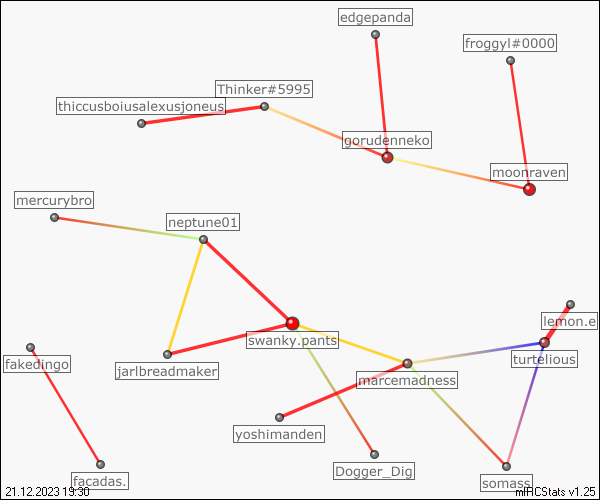 edgepanda
froggyl#0000
Thinker#5995
thiccusboiusalexusjoneus
gorudenneko
moonraven
mercurybro
neptune01
lemon.e
swanky.pants
turtelious
fakedingo
jarlbreadmaker
marcemadness
yoshimanden
Dogger_Dig
facadas.
somass
21.12.2023 19:30
mIRCStats v1.25